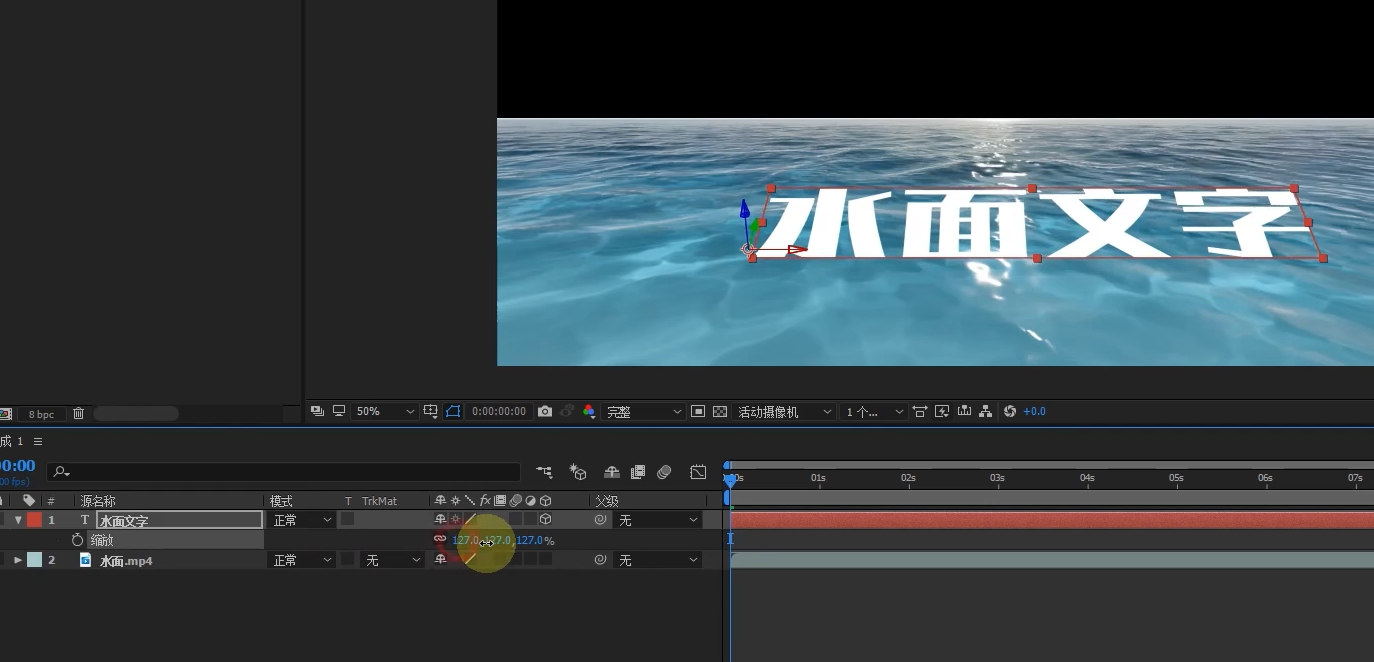 水面文字
8 bpc
50%
0:00:00:00
完整
活动摄像机
1 个...
+0.0
成 1
00:00
00 fps)
:00s 01s 02s 03s 04s 05s 06s 07s
# 源名称 模式 T TrkMat fx 父级
1 T 水面文字 正常 无
缩放 127.0,127.0,127.0%
2 水面.mp4 正常 无 无